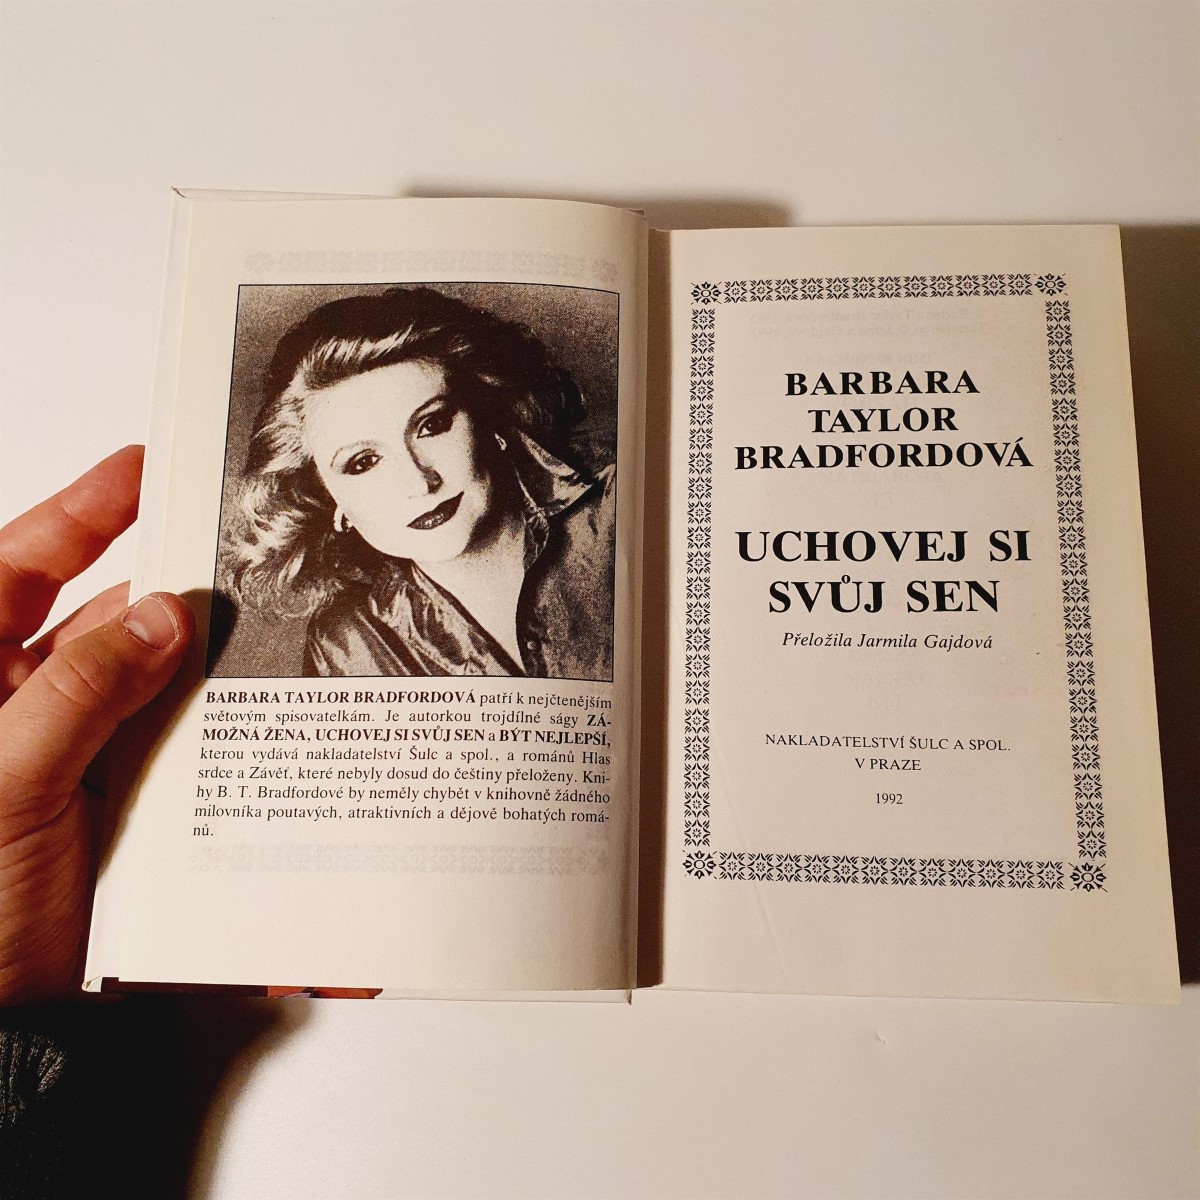 BARBARA TAYLOR BRADFORDOVÁ patří k nejčtenějším
světovým spisovatelkám. Je autorkou trojdílné ságy ZÁ-
MOŽNÁ ŽENA, UCHOVEJ SI SVŮJ SEN a BÝT NEJLEPŠÍ,
kterou vydává nakladatelství Šulc a spol., a románů Hlas
srdce a Závěť, které nebyly dosud do češtiny přeloženy. Kni-
hy B. T. Bradfordové by neměly chybět v knihovně žádného
milovníka poutavých, atraktivních a dějově bohatých romá-
nů.
BARBARA
TAYLOR
BRADFORDOVÁ
UCHOVEJ SI
SVŮJ SEN
Přeložila Jarmila Gajdová
NAKLADATELSTVÍ ŠULC A SPOL.
V PRAZE
1992